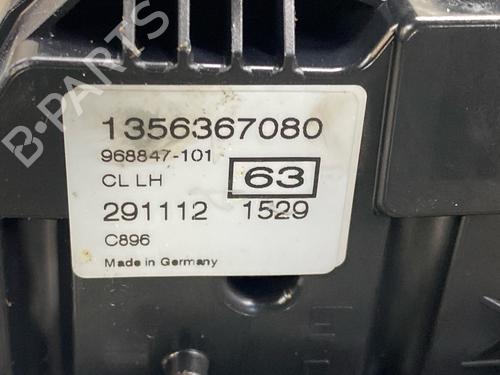 B-PARTS
1356367080
968847-101
CL LH 63
291112 1529
C896
Made in Germany